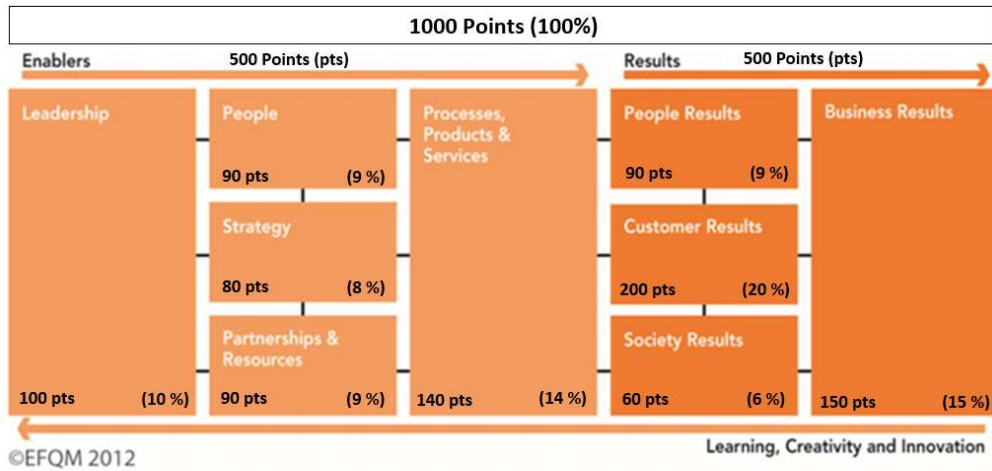 1000 Points (100%)
Enablers
500 Points (pts)
Results
500 Points (pts)
Leadership
100 pts (10 %)
People
90 pts (9 %)
Strategy
80 pts (8 %)
Partnerships &
Resources
90 pts (9 %)
Processes,
Products &
Services
140 pts (14 %)
People Results
90 pts (9 %)
Customer Results
200 pts (20 %)
Society Results
60 pts (6 %)
Business Results
150 pts (15 %)
Learning, Creativity and Innovation
©EFQM 2012